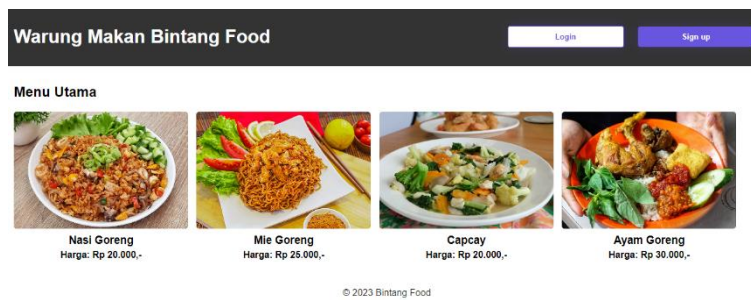 Warung Makan Bintang Food
Login
Sign up
Menu Utama
Nasi Goreng
Harga: Rp 20.000,-
Mie Goreng
Harga: Rp 25.000,-
Capcay
Harga: Rp 20.000,-
Ayam Goreng
Harga: Rp 30.000,-
© 2023 Bintang Food